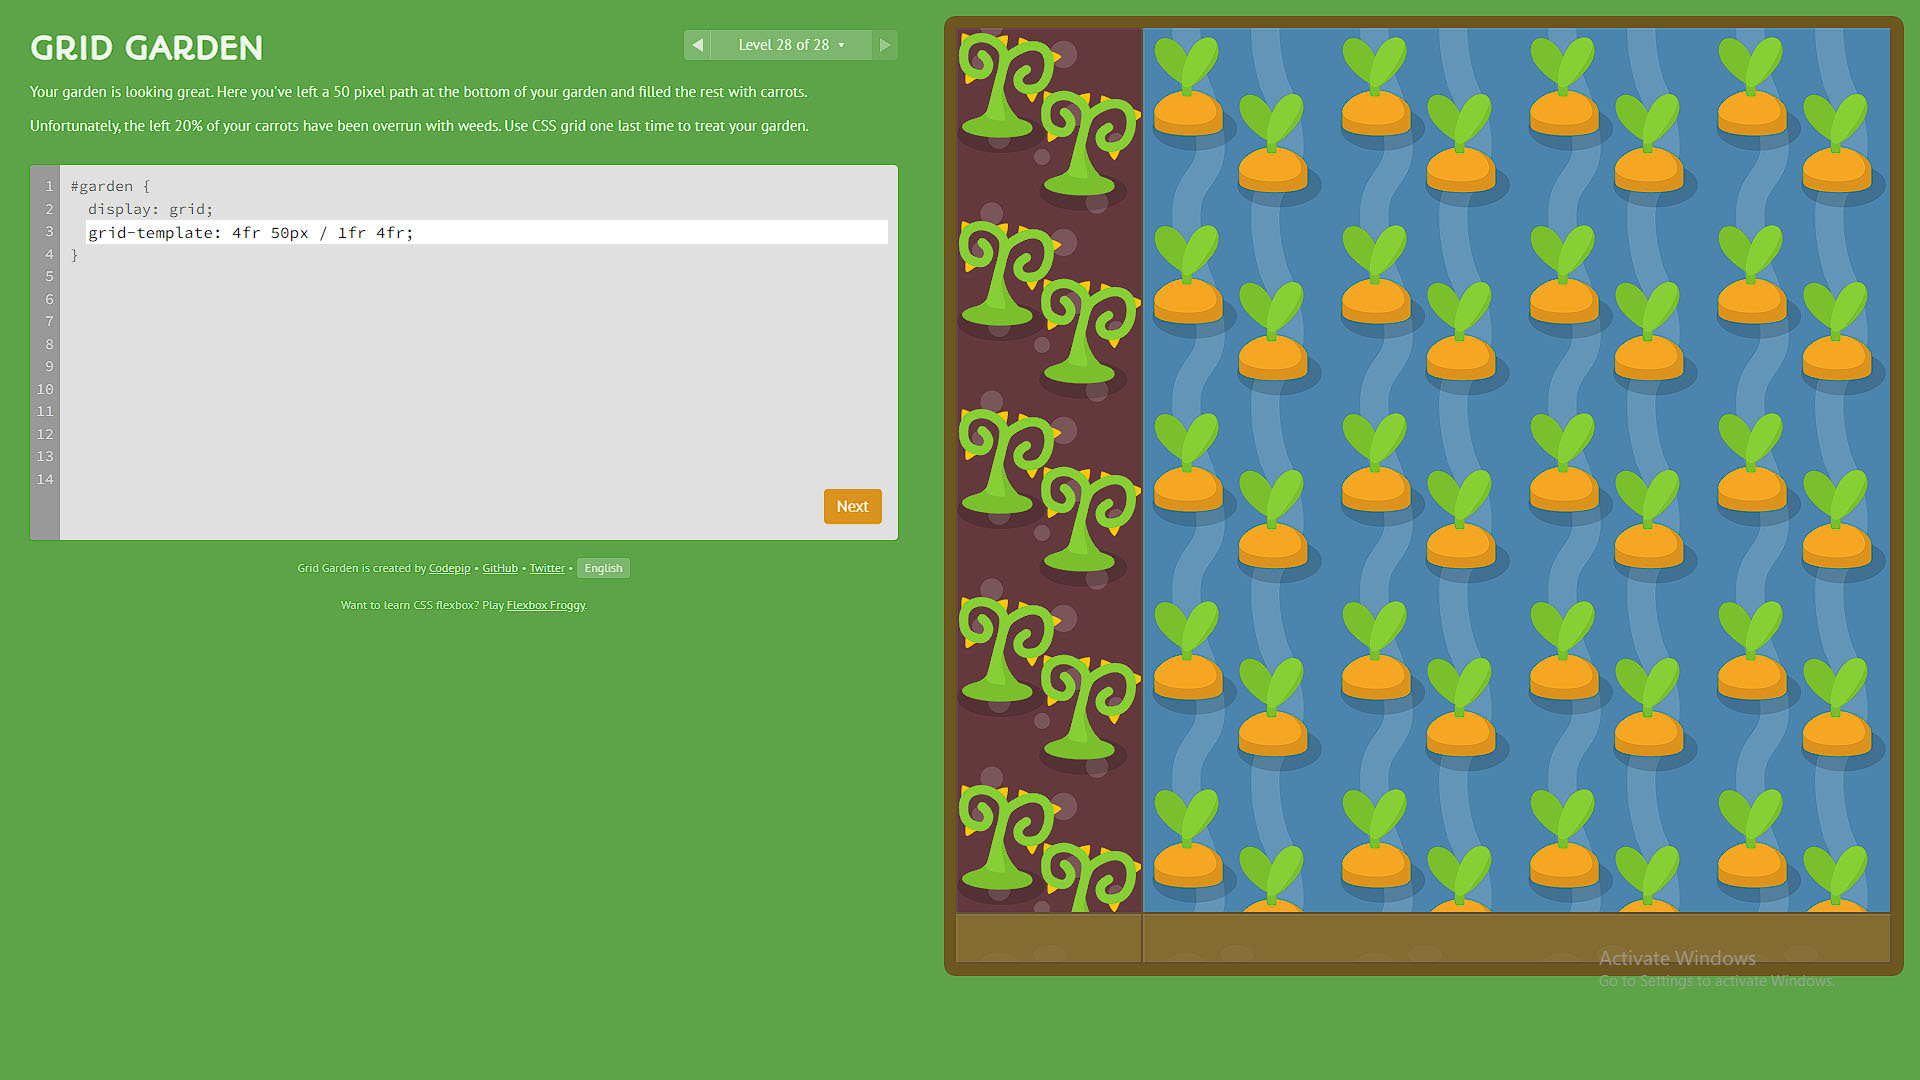 GRID GARDEN
◀ Level 28 of 28 ▾ ▶
Your garden is looking great. Here you've left a 50 pixel path at the bottom of your garden and filled the rest with carrots.
Unfortunately, the left 20% of your carrots have been overrun with weeds. Use CSS grid one last time to treat your garden.
1 #garden {
2 display: grid;
3 grid-template: 4fr 50px / 1fr 4fr;
4 }
5
6
7
8
9
10
11
12
13
14
Next
Grid Garden is created by Codepip • GitHub • Twitter • English
Want to learn CSS flexbox? Play Flexbox Froggy.
Activate Windows
Go to Settings to activate Windows.